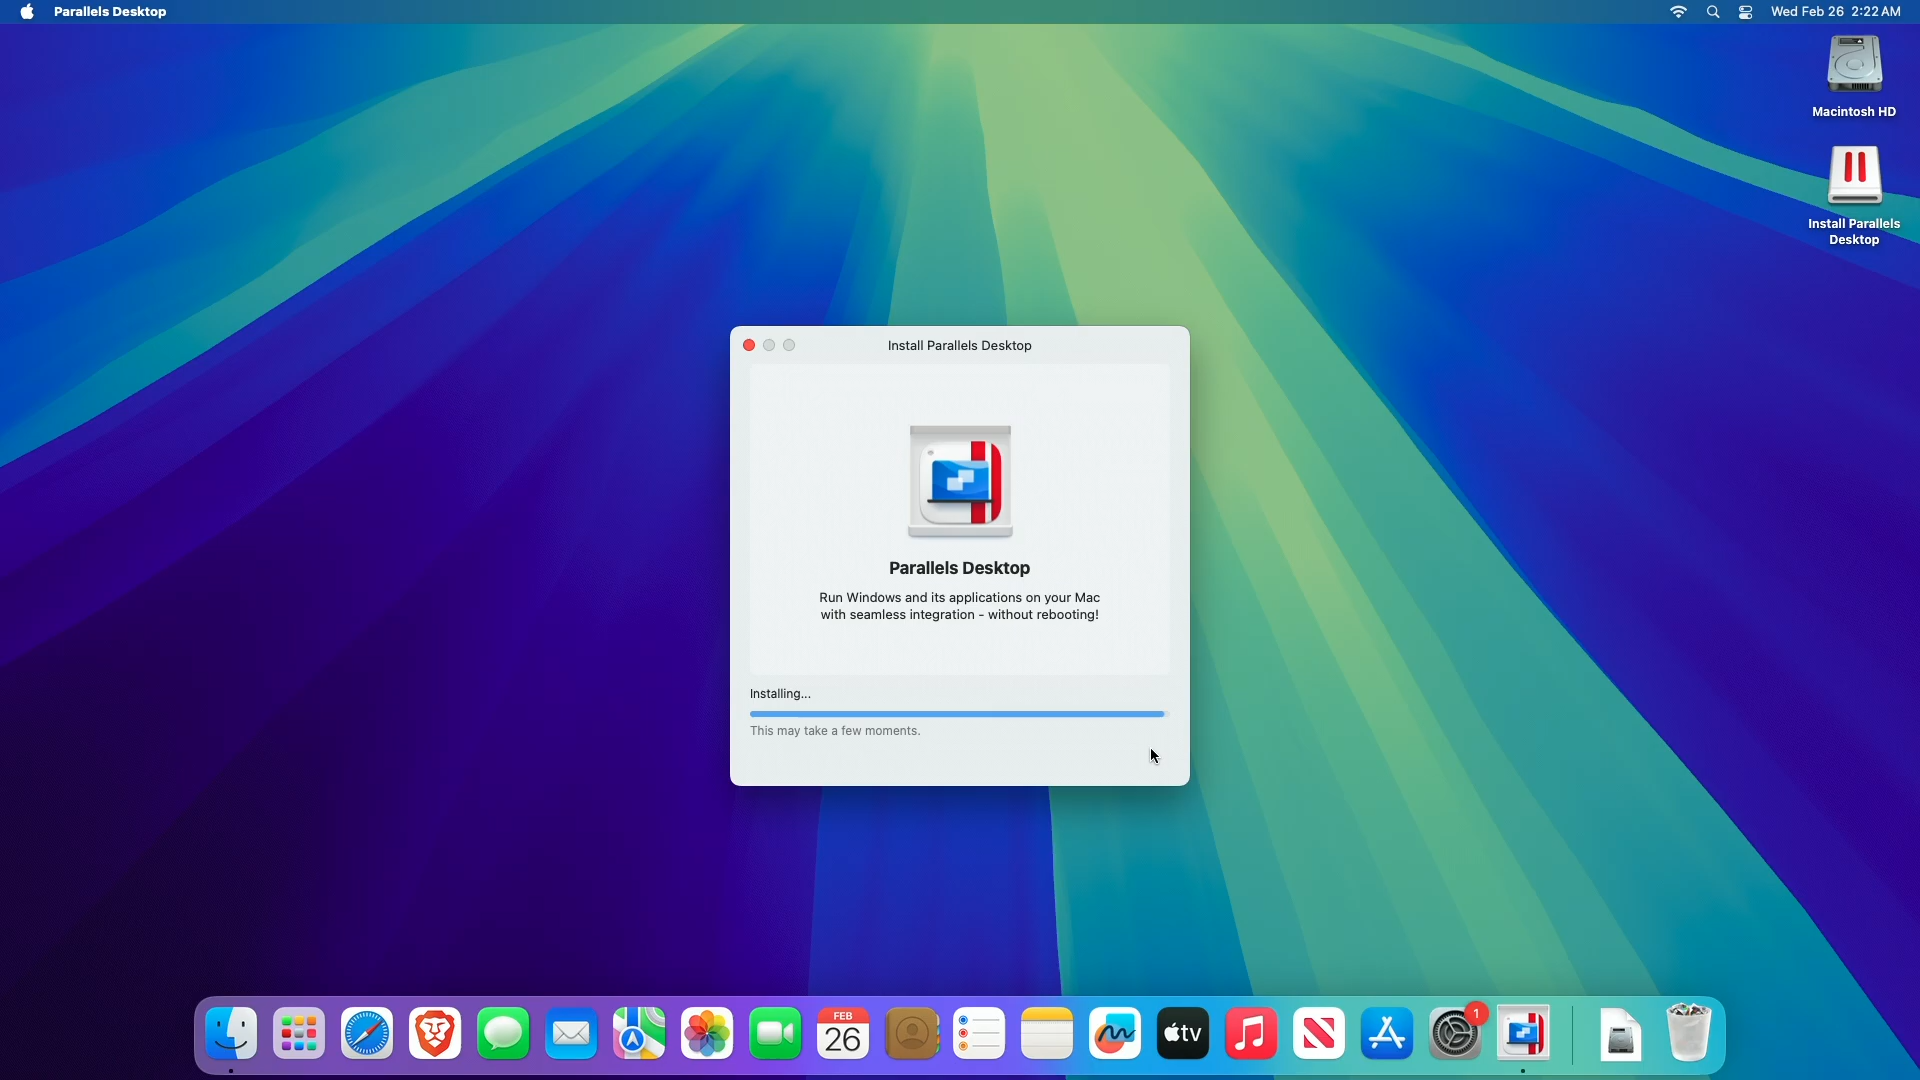 Parallels Desktop
Wed Feb 26 2:22 AM
Macintosh HD
Install Parallels
Desktop
Install Parallels Desktop
Parallels Desktop
Run Windows and its applications on your Mac
with seamless integration - without rebooting!
Installing...
This may take a few moments.
FEB
26
tv
1